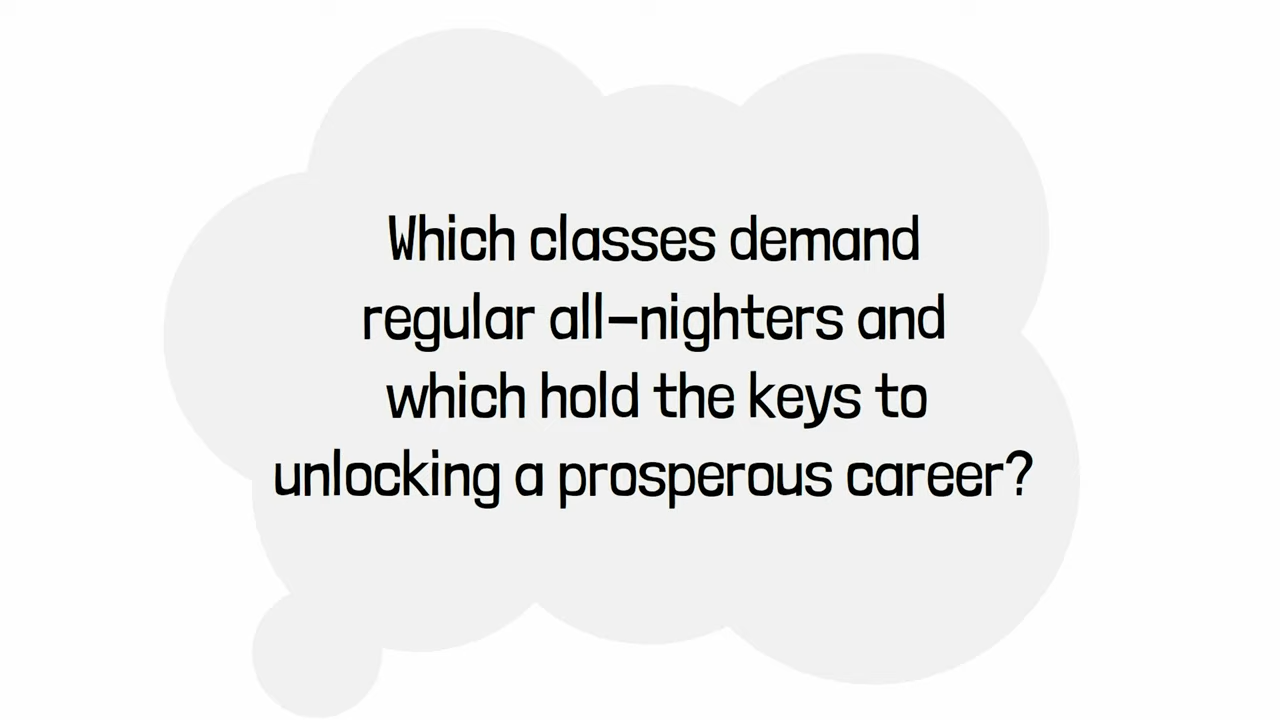 Which classes demand
regular all-nighters and
which hold the keys to
unlocking a prosperous career?